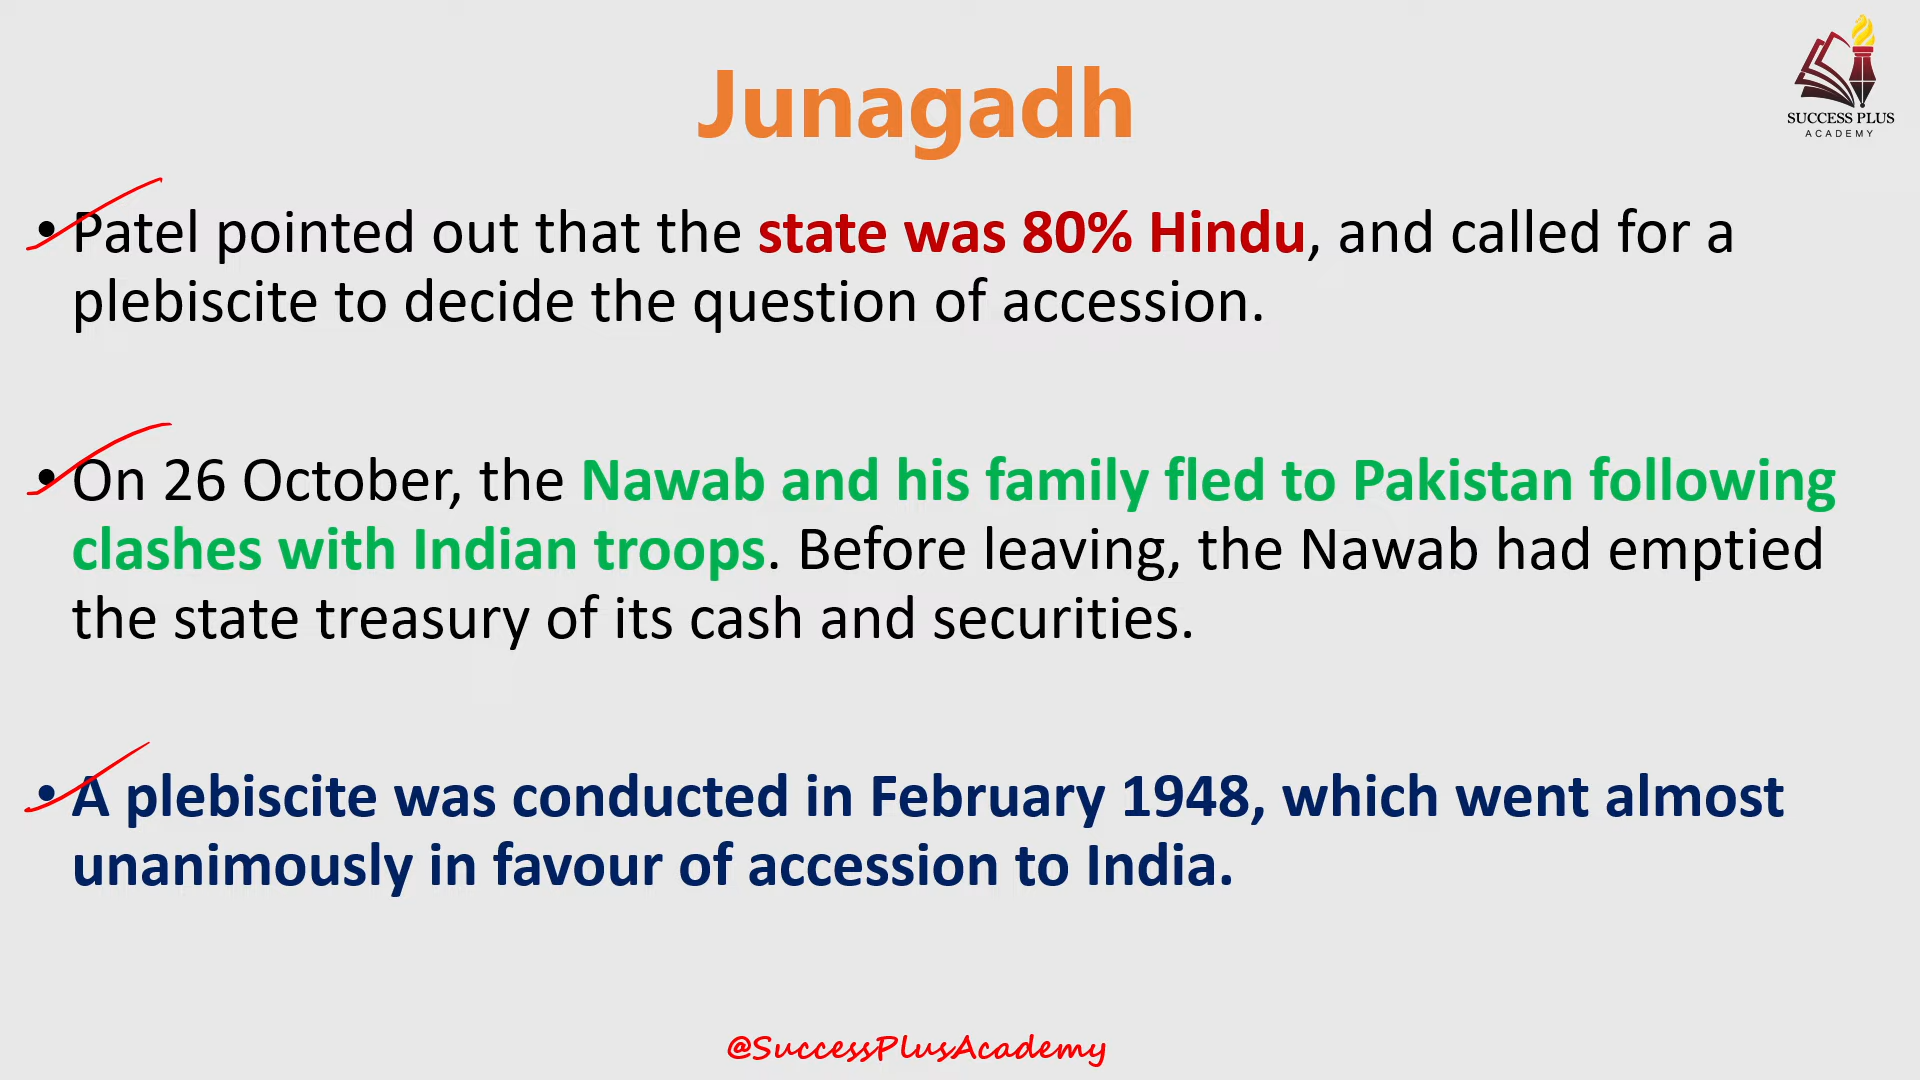 Junagadh
SUCCESS PLUS
ACADEMY
• Patel pointed out that the state was 80% Hindu, and called for a
plebiscite to decide the question of accession.
• On 26 October, the Nawab and his family fled to Pakistan following
clashes with Indian troops. Before leaving, the Nawab had emptied
the state treasury of its cash and securities.
• A plebiscite was conducted in February 1948, which went almost
unanimously in favour of accession to India.
@SuccessPlusAcademy